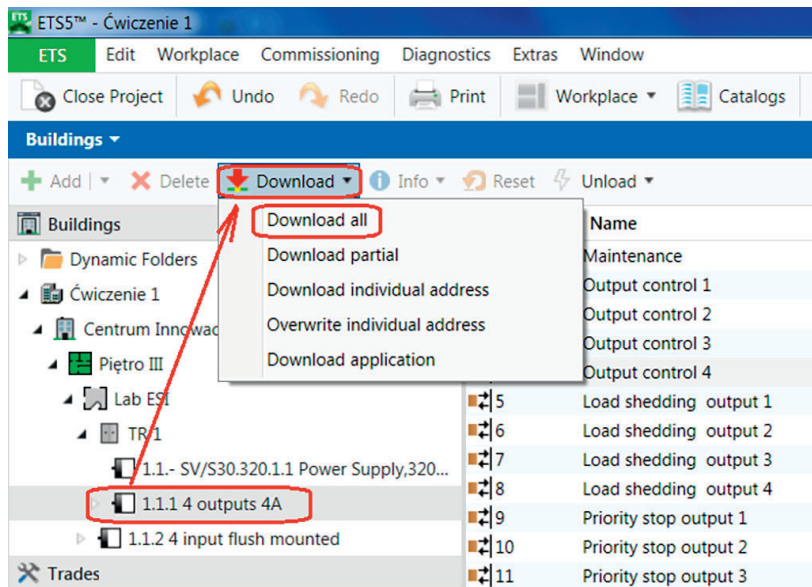 ETS5™ - Ćwiczenie 1
ETS Edit Workplace Commissioning Diagnostics Extras Window
Close Project Undo Redo Print Workplace Catalogs
Buildings
Add Delete Download Info Reset Unload
Buildings
Dynamic Folders
Ćwiczenie 1
Centrum Innowac
Piętro III
Lab ESI
TR 1
1.1.- SV/S30.320.1.1 Power Supply,320...
1.1.1 4 outputs 4A
1.1.2 4 input flush mounted
Trades
Download all
Download partial
Download individual address
Overwrite individual address
Download application
Name
Maintenance
Output control 1
Output control 2
Output control 3
Output control 4
5 Load shedding output 1
6 Load shedding output 2
7 Load shedding output 3
8 Load shedding output 4
9 Priority stop output 1
10 Priority stop output 2
11 Priority stop output 3